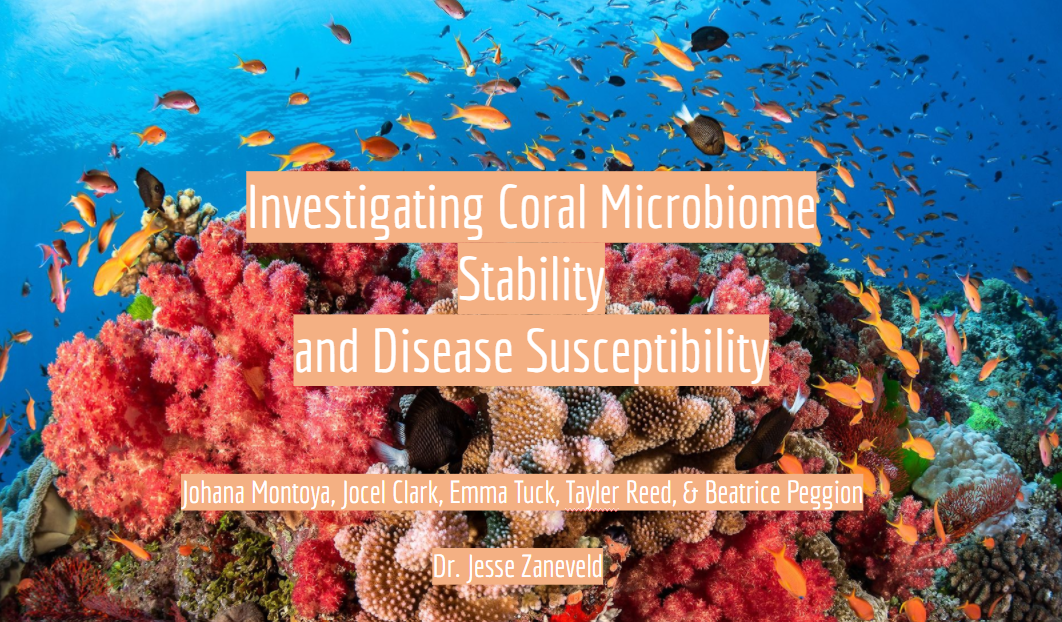 Investigating Coral Microbiome
Stability
and Disease Susceptibility
Johana Montoya, Jocel Clark, Emma Tuck, Tayler Reed, & Beatrice Peggion
Dr. Jesse Zaneveld